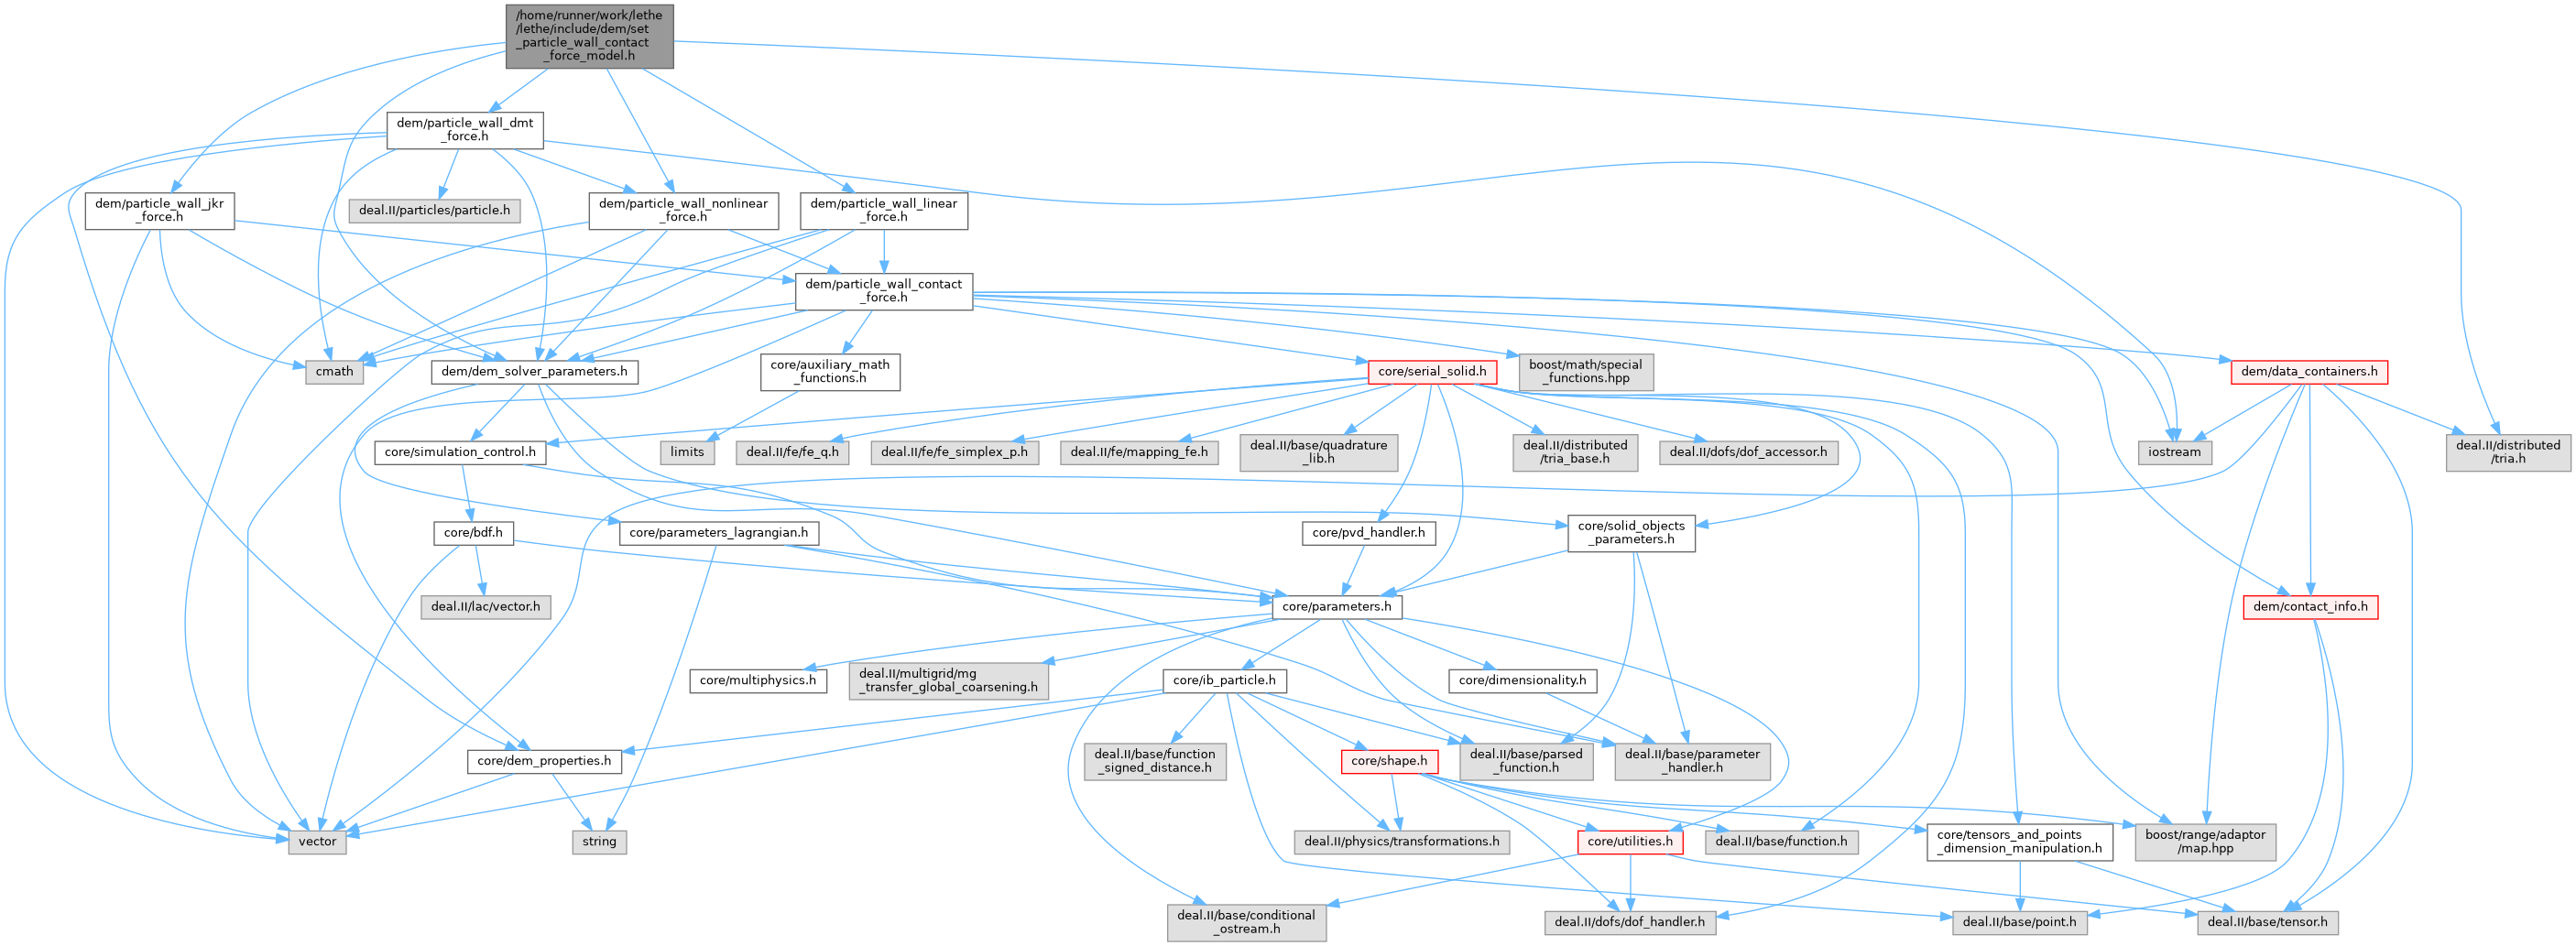 /home/runner/work/lethe
/lethe/include/dem/set
_particle_wall_contact
_force_model.h
dem/particle_wall_dmt
_force.h
dem/particle_wall_jkr
_force.h
deal.II/particles/particle.h
dem/particle_wall_nonlinear
_force.h
dem/particle_wall_linear
_force.h
dem/particle_wall_contact
_force.h
cmath
dem/dem_solver_parameters.h
core/auxiliary_math
_functions.h
core/serial_solid.h
boost/math/special
_functions.hpp
dem/data_containers.h
core/simulation_control.h
limits
deal.II/fe/fe_q.h
deal.II/fe/fe_simplex_p.h
deal.II/fe/mapping_fe.h
deal.II/base/quadrature
_lib.h
deal.II/distributed
/tria_base.h
deal.II/dofs/dof_accessor.h
iostream
deal.II/distributed
/tria.h
core/bdf.h
core/parameters_lagrangian.h
core/pvd_handler.h
core/solid_objects
_parameters.h
deal.II/lac/vector.h
core/parameters.h
dem/contact_info.h
core/multiphysics.h
deal.II/multigrid/mg
_transfer_global_coarsening.h
core/ib_particle.h
core/dimensionality.h
core/dem_properties.h
deal.II/base/function
_signed_distance.h
core/shape.h
deal.II/base/parsed
_function.h
deal.II/base/parameter
_handler.h
vector
string
deal.II/physics/transformations.h
core/utilities.h
deal.II/base/function.h
core/tensors_and_points
_dimension_manipulation.h
boost/range/adaptor
/map.hpp
deal.II/base/conditional
_ostream.h
deal.II/dofs/dof_handler.h
deal.II/base/point.h
deal.II/base/tensor.h